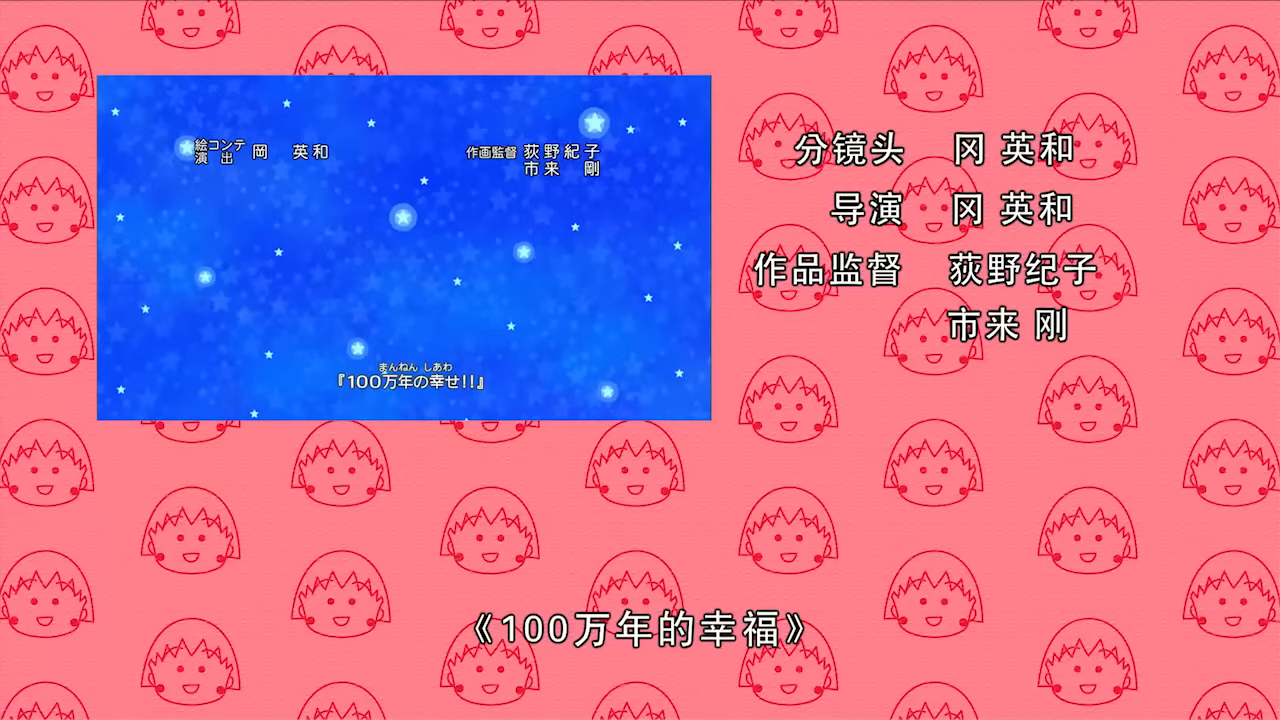 絵コンテ
演出 岡 英和
作画監督 荻野紀子
市来 剛
まんねん しあわ
『100万年の幸せ!!』
分镜头 冈 英和
导演 冈 英和
作品监督 荻野纪子
市来 刚
《100万年的幸福》